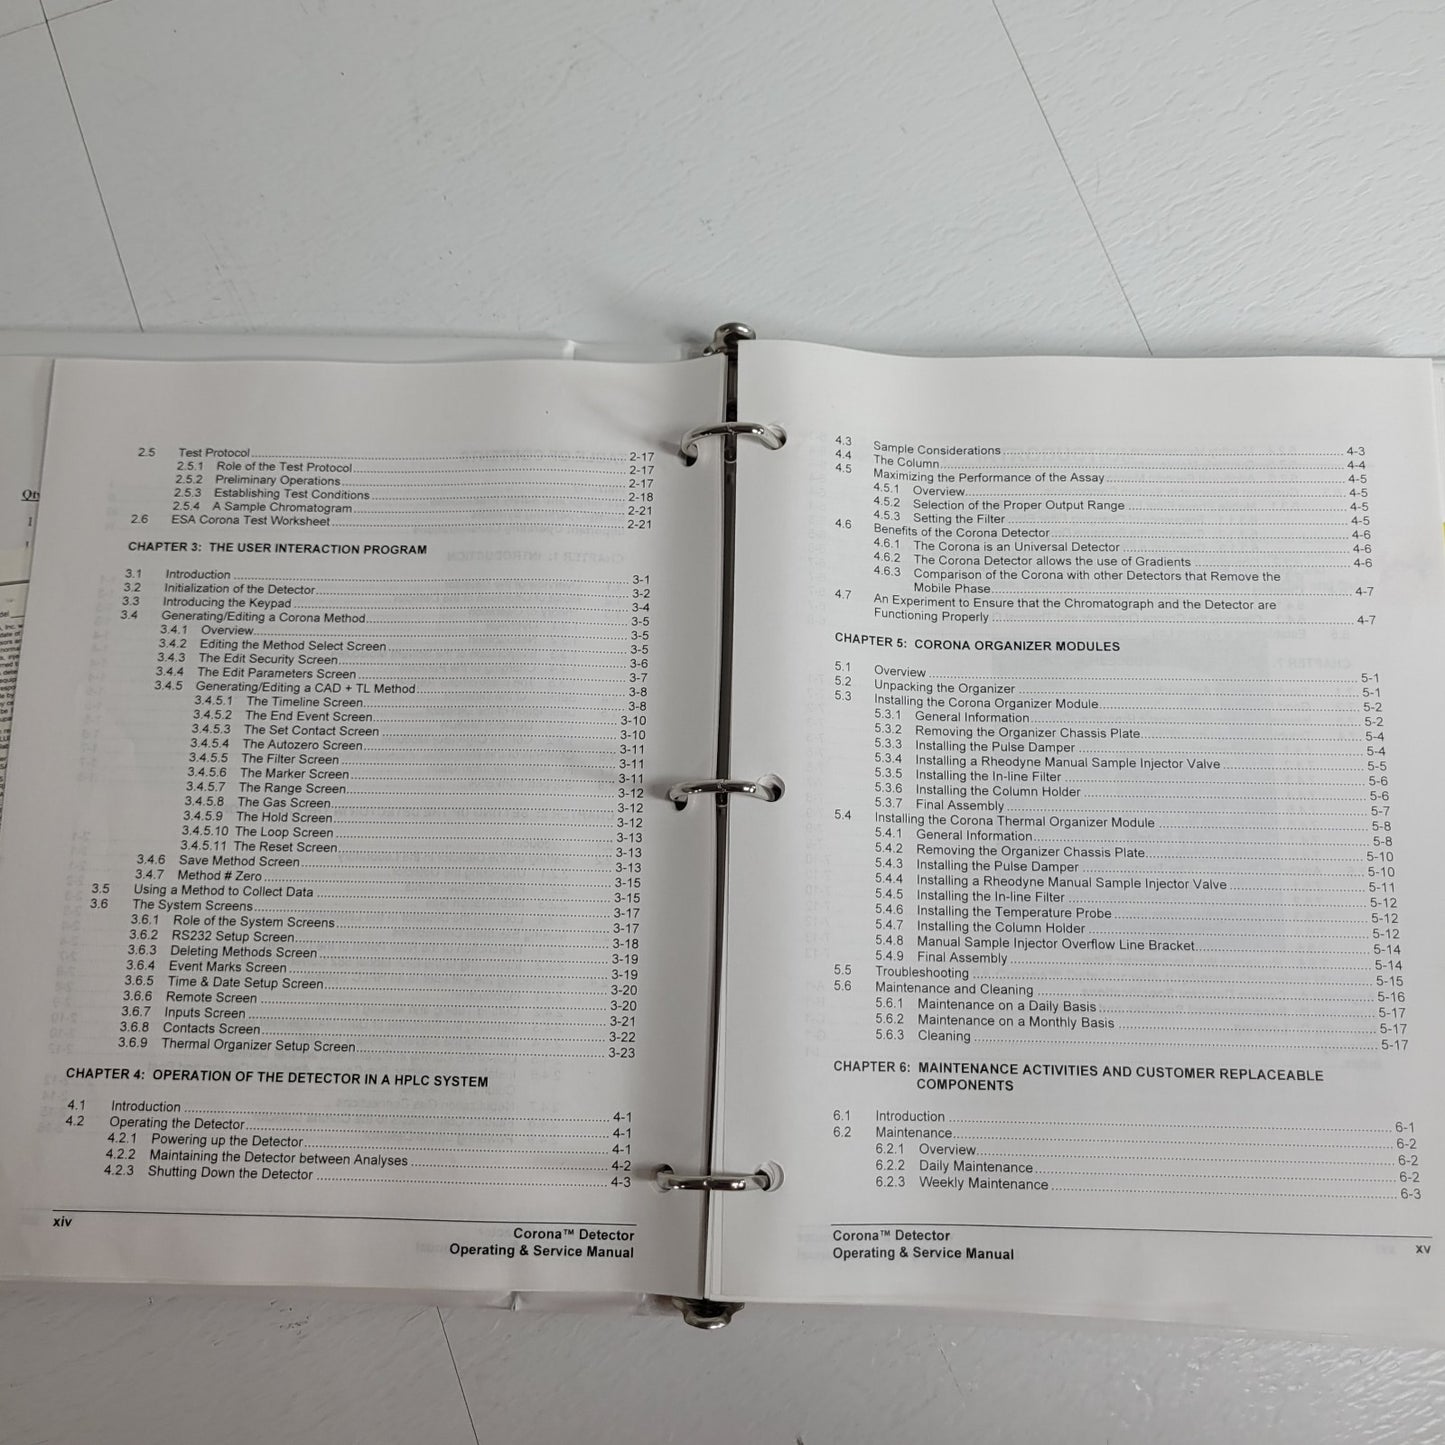 2.5 Test Protocol 2-17
2.5.1 Role of the Test Protocol 2-17
2.5.2 Preliminary Operations 2-17
2.5.3 Establishing Test Conditions 2-18
2.5.4 A Sample Chromatogram 2-21
2.6 ESA Corona Test Worksheet 2-21
CHAPTER 3: THE USER INTERACTION PROGRAM
3.1 Introduction 3-1
3.2 Initialization of the Detector 3-2
3.3 Introducing the Keypad 3-4
3.4 Generating/Editing a Corona Method 3-5
3.4.1 Overview 3-5
3.4.2 Editing the Method Select Screen 3-5
3.4.3 The Edit Security Screen 3-6
3.4.4 The Edit Parameters Screen 3-7
3.4.5 Generating/Editing a CAD + TL Method 3-8
3.4.5.1 The Timeline Screen 3-8
3.4.5.2 The End Event Screen 3-10
3.4.5.3 The Set Contact Screen 3-10
3.4.5.4 The Autozero Screen 3-11
3.4.5.5 The Filter Screen 3-11
3.4.5.6 The Marker Screen 3-11
3.4.5.7 The Range Screen 3-12
3.4.5.8 The Gas Screen 3-12
3.4.5.9 The Hold Screen 3-12
3.4.5.10 The Loop Screen 3-13
3.4.5.11 The Reset Screen 3-13
3.4.6 Save Method Screen 3-13
3.4.7 Method # Zero 3-15
3.5 Using a Method to Collect Data 3-15
3.6 The System Screens 3-17
3.6.1 Role of the System Screens 3-17
3.6.2 RS232 Setup Screen 3-18
3.6.3 Deleting Methods Screen 3-19
3.6.4 Event Marks Screen 3-19
3.6.5 Time & Date Setup Screen 3-20
3.6.6 Remote Screen 3-20
3.6.7 Inputs Screen 3-21
3.6.8 Contacts Screen 3-22
3.6.9 Thermal Organizer Setup Screen 3-23
CHAPTER 4: OPERATION OF THE DETECTOR IN A HPLC SYSTEM
4.1 Introduction 4-1
4.2 Operating the Detector 4-1
4.2.1 Powering up the Detector 4-1
4.2.2 Maintaining the Detector between Analyses 4-2
4.2.3 Shutting Down the Detector 4-3
xiv
Corona™ Detector
Operating & Service Manual
4.3 Sample Considerations 4-3
4.4 The Column 4-4
4.5 Maximizing the Performance of the Assay 4-5
4.5.1 Overview 4-5
4.5.2 Selection of the Proper Output Range 4-5
4.5.3 Setting the Filter 4-5
4.6 Benefits of the Corona Detector 4-6
4.6.1 The Corona is an Universal Detector 4-6
4.6.2 The Corona Detector allows the use of Gradients 4-6
4.6.3 Comparison of the Corona with other Detectors that Remove the
Mobile Phase 4-7
4.7 An Experiment to Ensure that the Chromatograph and the Detector are
Functioning Properly 4-7
CHAPTER 5: CORONA ORGANIZER MODULES
5.1 Overview 5-1
5.2 Unpacking the Organizer 5-1
5.3 Installing the Corona Organizer Module 5-2
5.3.1 General Information 5-2
5.3.2 Removing the Organizer Chassis Plate 5-4
5.3.3 Installing the Pulse Damper 5-4
5.3.4 Installing a Rheodyne Manual Sample Injector Valve 5-5
5.3.5 Installing the In-line Filter 5-6
5.3.6 Installing the Column Holder 5-6
5.3.7 Final Assembly 5-7
5.4 Installing the Corona Thermal Organizer Module 5-8
5.4.1 General Information 5-8
5.4.2 Removing the Organizer Chassis Plate 5-10
5.4.3 Installing the Pulse Damper 5-10
5.4.4 Installing a Rheodyne Manual Sample Injector Valve 5-11
5.4.5 Installing the In-line Filter 5-12
5.4.6 Installing the Temperature Probe 5-12
5.4.7 Installing the Column Holder 5-12
5.4.8 Manual Sample Injector Overflow Line Bracket 5-14
5.4.9 Final Assembly 5-14
5.5 Troubleshooting 5-15
5.6 Maintenance and Cleaning 5-16
5.6.1 Maintenance on a Daily Basis 5-17
5.6.2 Maintenance on a Monthly Basis 5-17
5.6.3 Cleaning 5-17
CHAPTER 6: MAINTENANCE ACTIVITIES AND CUSTOMER REPLACEABLE
COMPONENTS
6.1 Introduction 6-1
6.2 Maintenance 6-2
6.2.1 Overview 6-2
6.2.2 Daily Maintenance 6-2
6.2.3 Weekly Maintenance 6-3
Corona™ Detector
Operating & Service Manual
xv